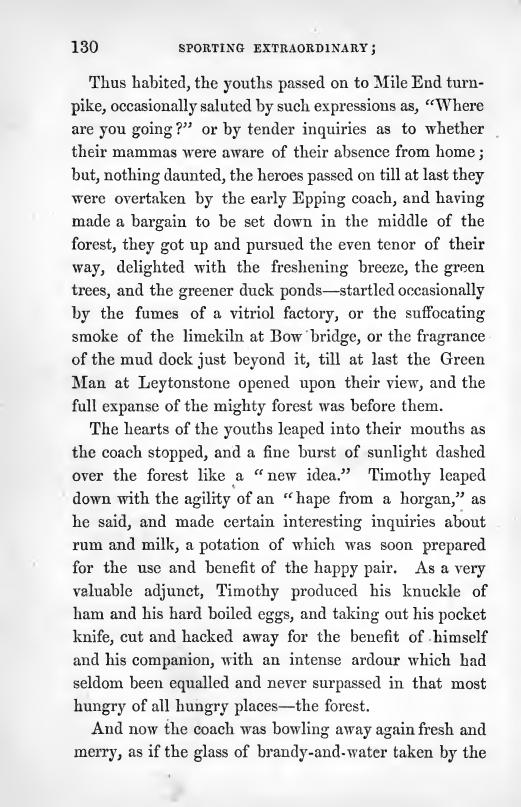 130 SPORTING EXTRAORDINARY;
Thus habited, the youths passed on to Mile End turn-
pike, occasionally saluted by such expressions as, “Where
are you going?” or by tender inquiries as to whether
their mammas were aware of their absence from home;
but, nothing daunted, the heroes passed on till at last they
were overtaken by the early Epping coach, and having
made a bargain to be set down in the middle of the
forest, they got up and pursued the even tenor of their
way, delighted with the freshening breeze, the green
trees, and the greener duck ponds—startled occasionally
by the fumes of a vitriol factory, or the suffocating
smoke of the limekiln at Bow bridge, or the fragrance
of the mud dock just beyond it, till at last the Green
Man at Leytonstone opened upon their view, and the
full expanse of the mighty forest was before them.
The hearts of the youths leaped into their mouths as
the coach stopped, and a fine burst of sunlight dashed
over the forest like a “new idea.” Timothy leaped
down with the agility of an “hape from a horgan,” as
he said, and made certain interesting inquiries about
rum and milk, a potation of which was soon prepared
for the use and benefit of the happy pair. As a very
valuable adjunct, Timothy produced his knuckle of
ham and his hard boiled eggs, and taking out his pocket
knife, cut and hacked away for the benefit of himself
and his companion, with an intense ardour which had
seldom been equalled and never surpassed in that most
hungry of all hungry places—the forest.
And now the coach was bowling away again fresh and
merry, as if the glass of brandy-and-water taken by the